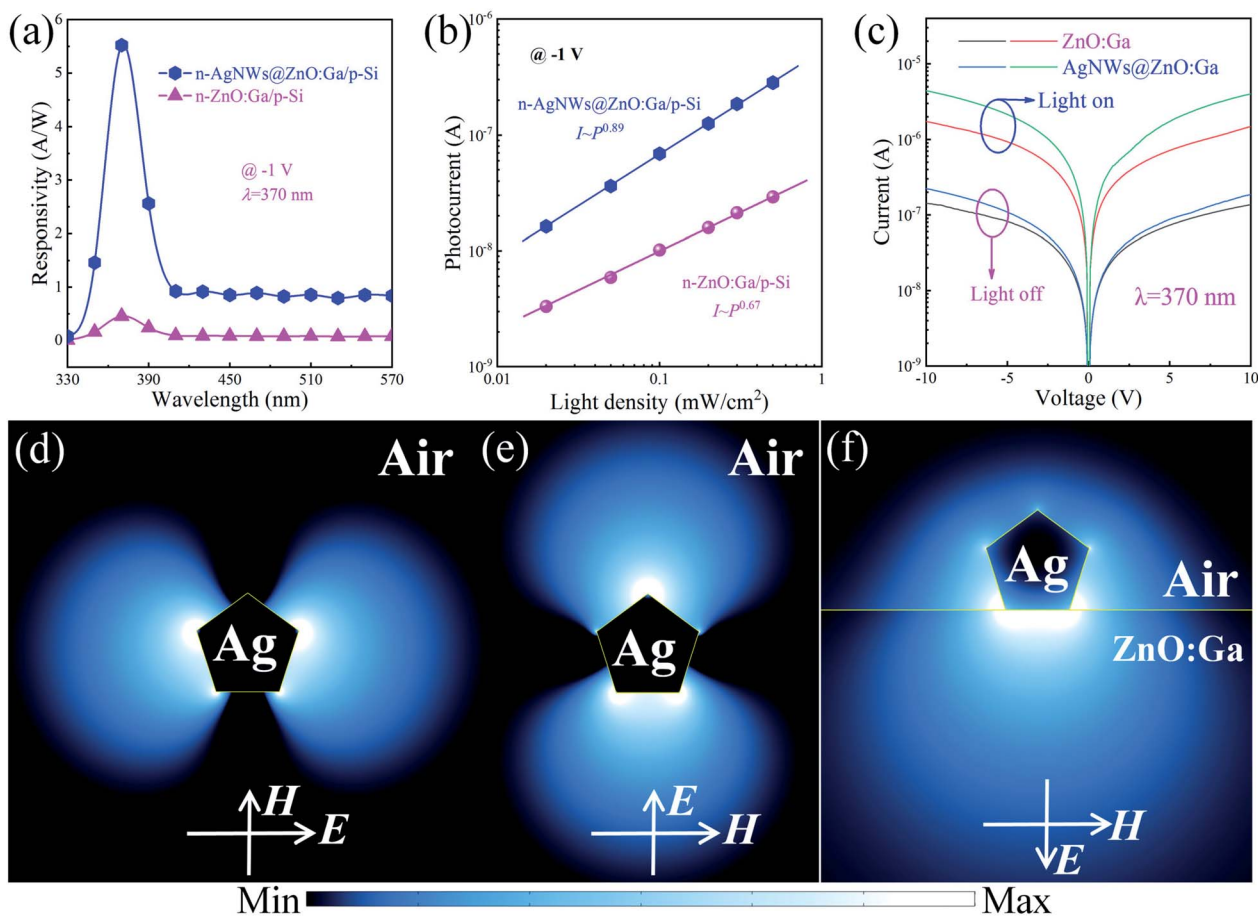 (a)
6
5
4
3
2
1
0
n-AgNWs@ZnO:Ga/p-Si
n-ZnO:Ga/p-Si
@ -1 V
λ=370 nm
Responsivity (A/W)
330 390 450 510 570
Wavelength (nm)
(b)
@ -1 V
10⁻⁶
10⁻⁷
10⁻⁸
10⁻⁹
n-AgNWs@ZnO:Ga/p-Si
I~P^0.89
n-ZnO:Ga/p-Si
I~P^0.67
Photocurrent (A)
0.01 0.1 1
Light density (mW/cm²)
(c)
ZnO:Ga
AgNWs@ZnO:Ga
10⁻⁵
10⁻⁶
10⁻⁷
10⁻⁸
10⁻⁹
Light on
Light off
λ=370 nm
Current (A)
-10 -5 0 5 10
Voltage (V)
(d)
Air
Ag
H
E
(e)
Air
Ag
E
H
(f)
Ag
Air
ZnO:Ga
H
E
Min Max